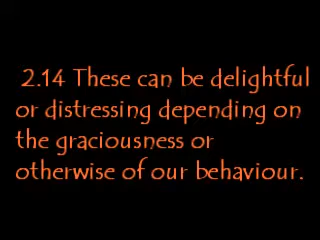 2.14 These can be delightful
or distressing depending on
the graciousness or
otherwise of our behaviour.